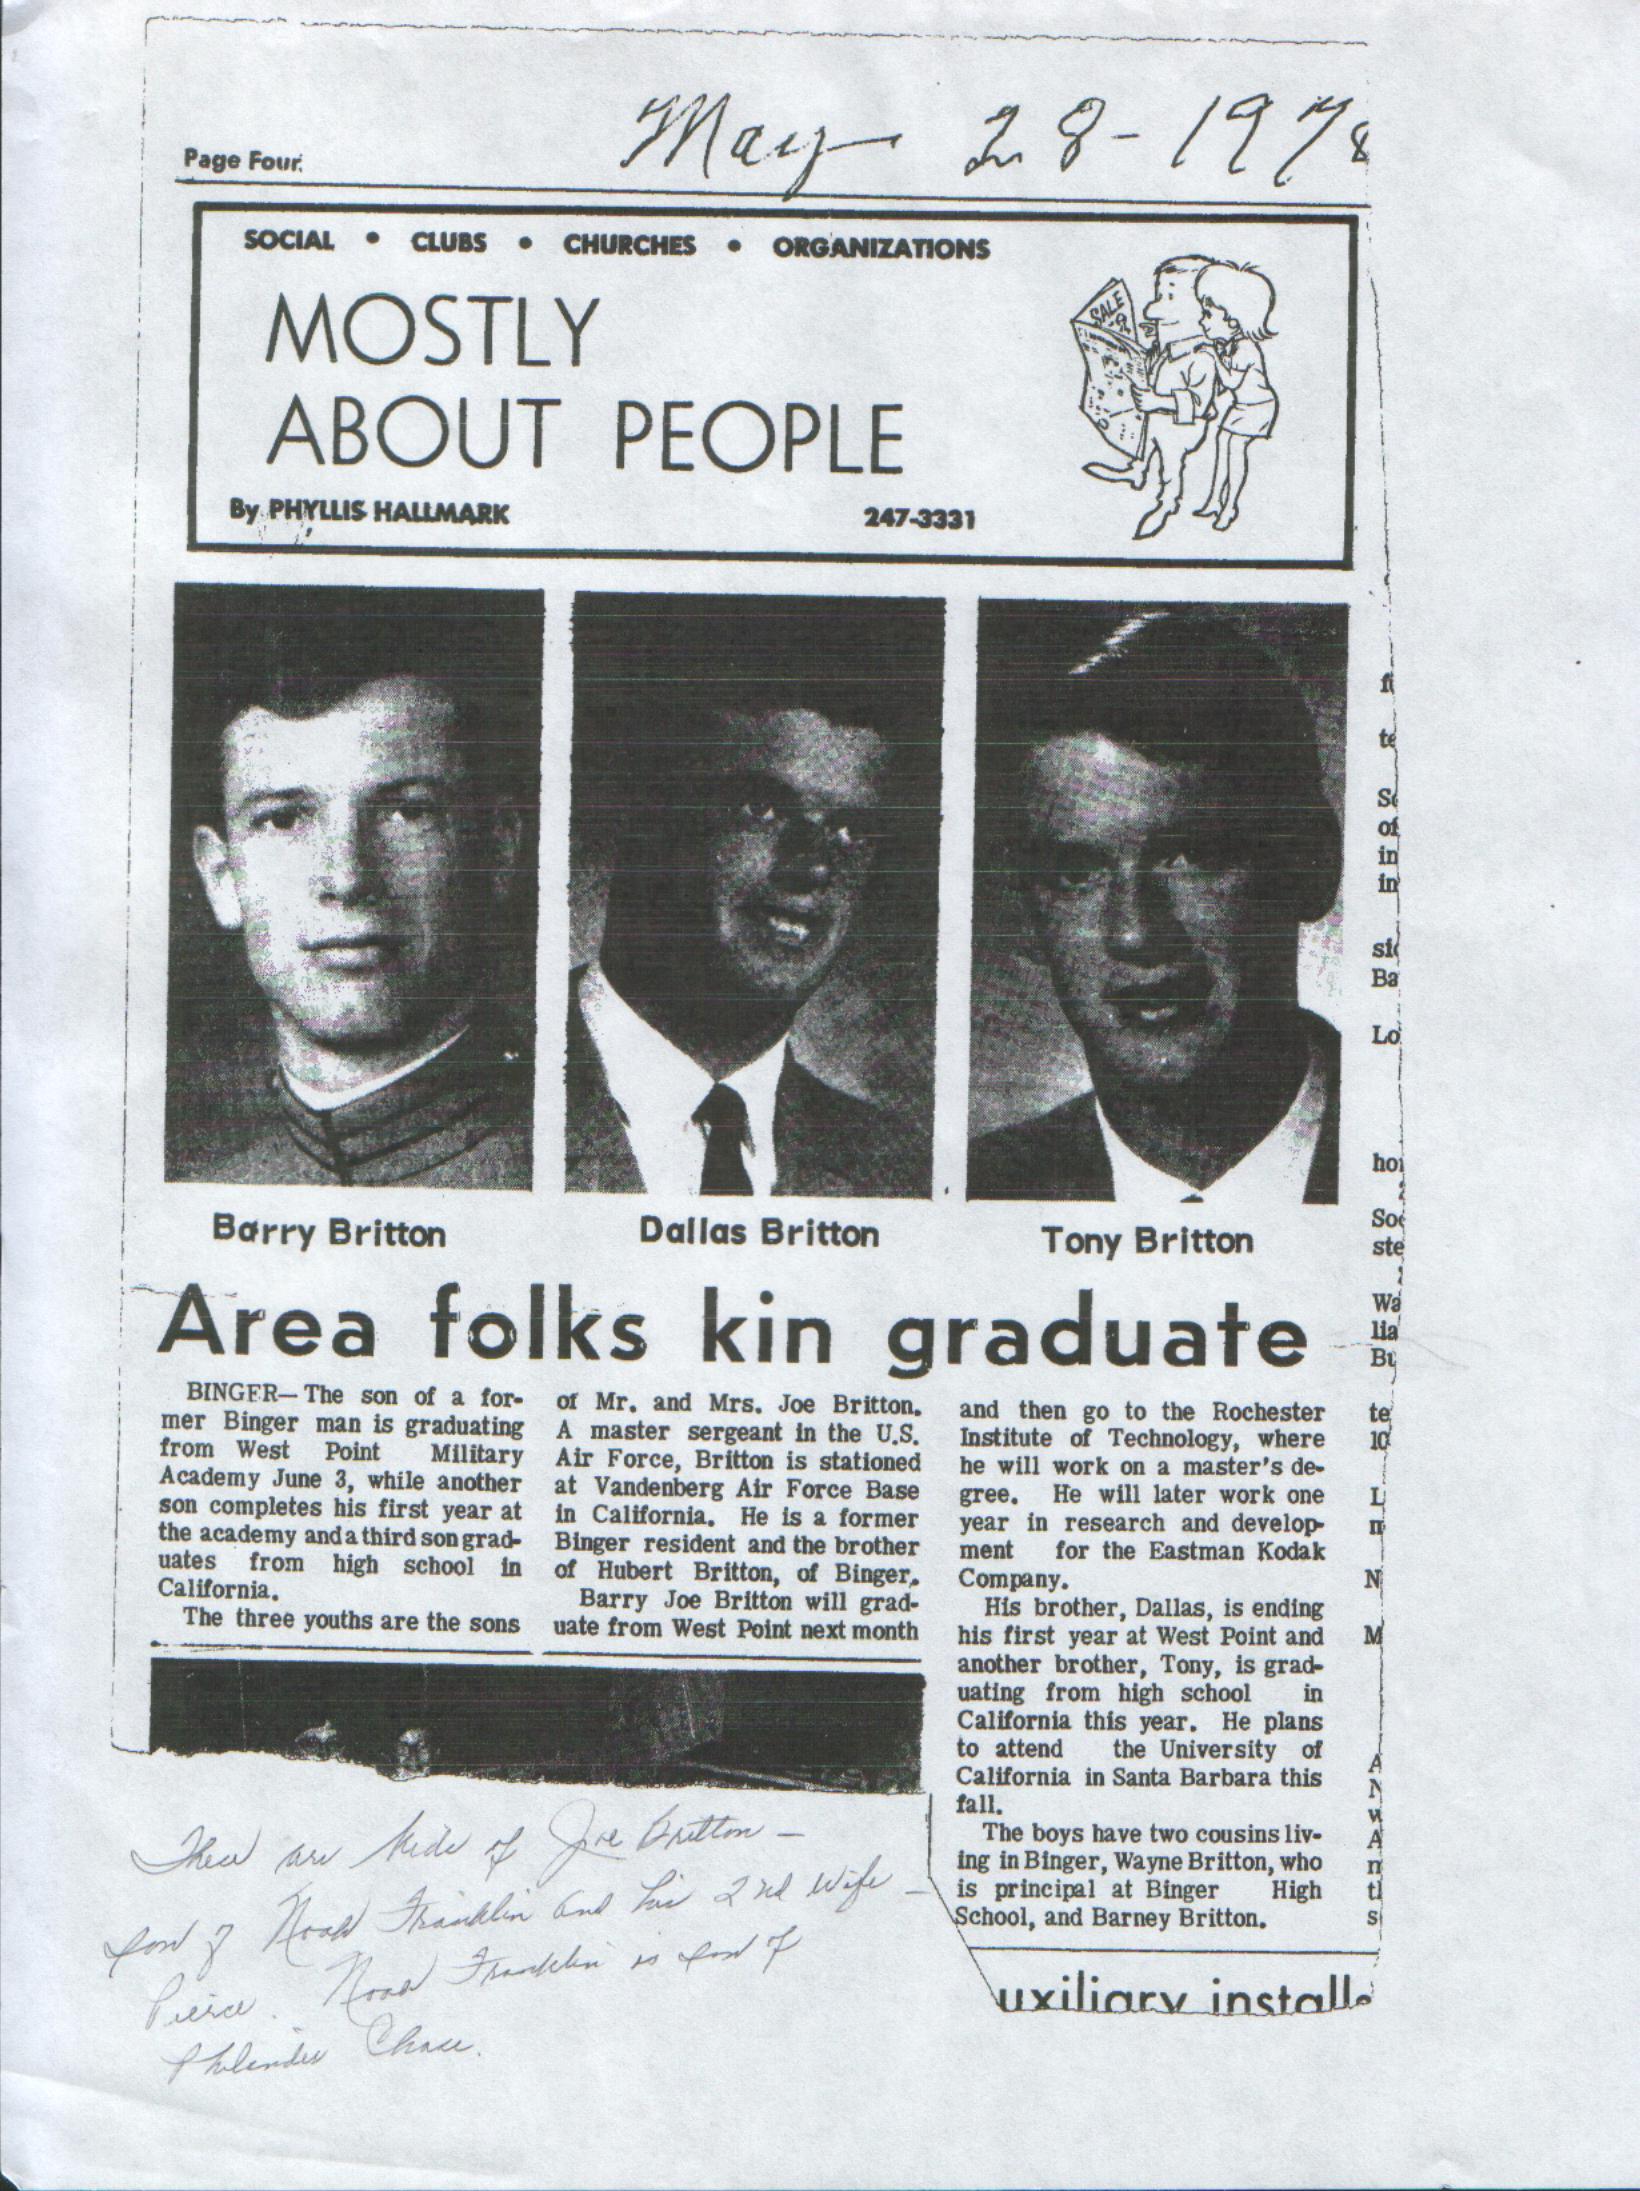 May 28-1978
Page Four
SOCIAL • CLUBS • CHURCHES • ORGANIZATIONS
MOSTLY
ABOUT PEOPLE
By PHYLLIS HALLMARK 247-3331
SALE
Barry Britton
Dallas Britton
Tony Britton
Area folks kin graduate
BINGER—The son of a for-
mer Binger man is graduating
from West Point Military
Academy June 3, while another
son completes his first year at
the academy and a third son grad-
uates from high school in
California.
The three youths are the sons
of Mr. and Mrs. Joe Britton.
A master sergeant in the U.S.
Air Force, Britton is stationed
at Vandenberg Air Force Base
in California. He is a former
Binger resident and the brother
of Hubert Britton, of Binger.
Barry Joe Britton will grad-
uate from West Point next month
and then go to the Rochester
Institute of Technology, where
he will work on a master's de-
gree. He will later work one
year in research and develop-
ment for the Eastman Kodak
Company.
His brother, Dallas, is ending
his first year at West Point and
another brother, Tony, is grad-
uating from high school in
California this year. He plans
to attend the University of
California in Santa Barbara this
fall.
The boys have two cousins liv-
ing in Binger, Wayne Britton, who
is principal at Binger High
School, and Barney Britton.
uxiliary install
These are kids of Joe Britton —
son of Noah Franklin and his 2nd wife —
Pierce. Noah Franklin is son of
Philander Chase.